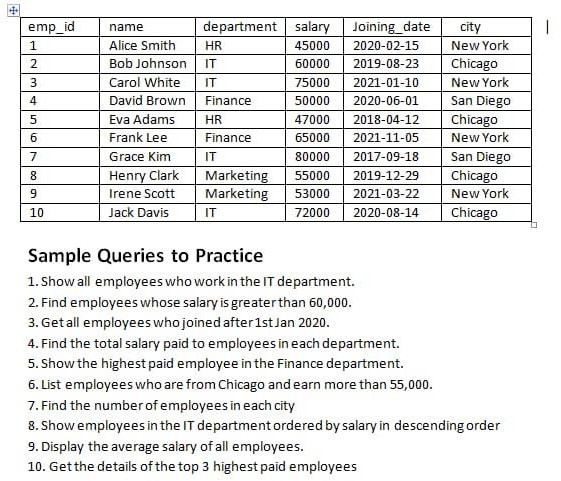 emp_id name department salary Joining_date city
1 Alice Smith HR 45000 2020-02-15 New York
2 Bob Johnson IT 60000 2019-08-23 Chicago
3 Carol White IT 75000 2021-01-10 New York
4 David Brown Finance 50000 2020-06-01 San Diego
5 Eva Adams HR 47000 2018-04-12 Chicago
6 Frank Lee Finance 65000 2021-11-05 New York
7 Grace Kim IT 80000 2017-09-18 San Diego
8 Henry Clark Marketing 55000 2019-12-29 Chicago
9 Irene Scott Marketing 53000 2021-03-22 New York
10 Jack Davis IT 72000 2020-08-14 Chicago
Sample Queries to Practice
1. Show all employees who work in the IT department.
2. Find employees whose salary is greater than 60,000.
3. Get all employees who joined after 1st Jan 2020.
4. Find the total salary paid to employees in each department.
5. Show the highest paid employee in the Finance department.
6. List employees who are from Chicago and earn more than 55,000.
7. Find the number of employees in each city
8. Show employees in the IT department ordered by salary in descending order
9. Display the average salary of all employees.
10. Get the details of the top 3 highest paid employees